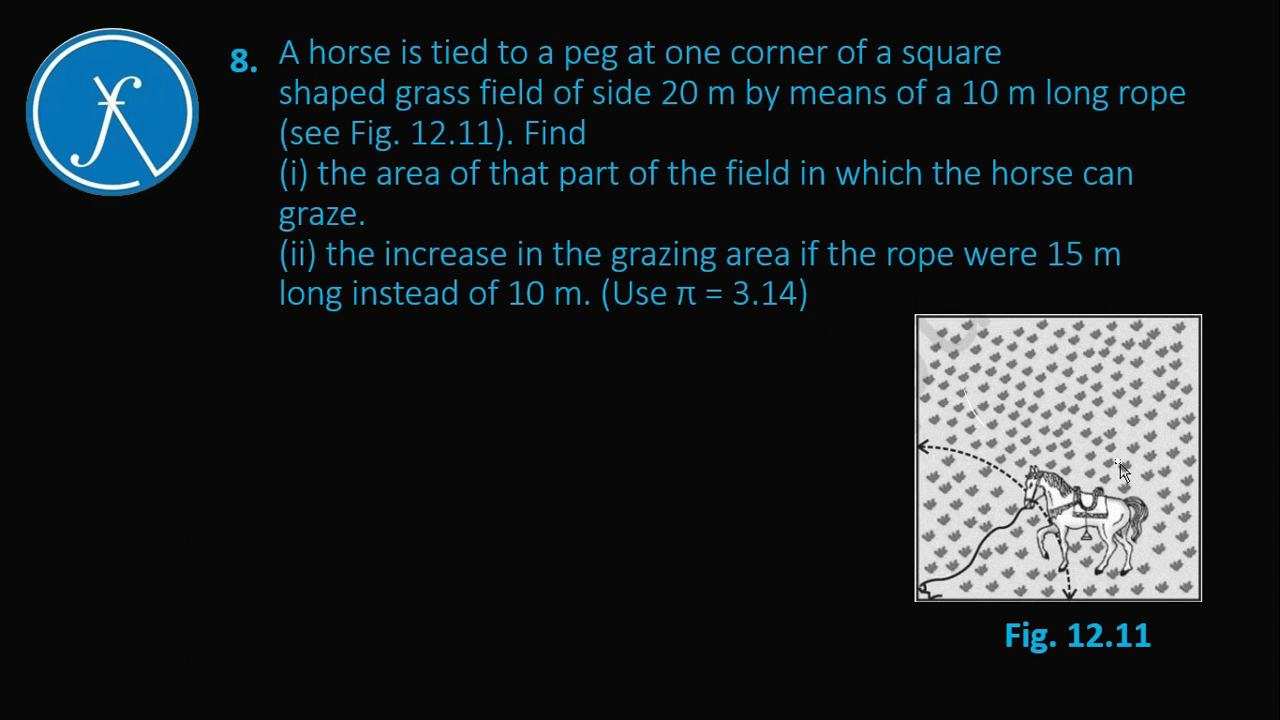 8. A horse is tied to a peg at one corner of a square
shaped grass field of side 20 m by means of a 10 m long rope
(see Fig. 12.11). Find
(i) the area of that part of the field in which the horse can
graze.
(ii) the increase in the grazing area if the rope were 15 m
long instead of 10 m. (Use π = 3.14)
Fig. 12.11